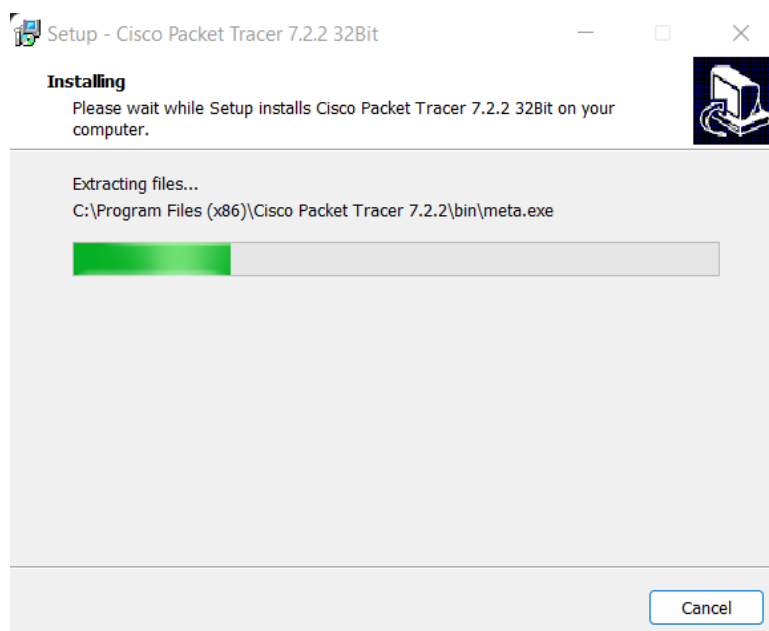 Setup - Cisco Packet Tracer 7.2.2 32Bit
Installing
Please wait while Setup installs Cisco Packet Tracer 7.2.2 32Bit on your
computer.
Extracting files...
C:\Program Files (x86)\Cisco Packet Tracer 7.2.2\bin\meta.exe
Cancel